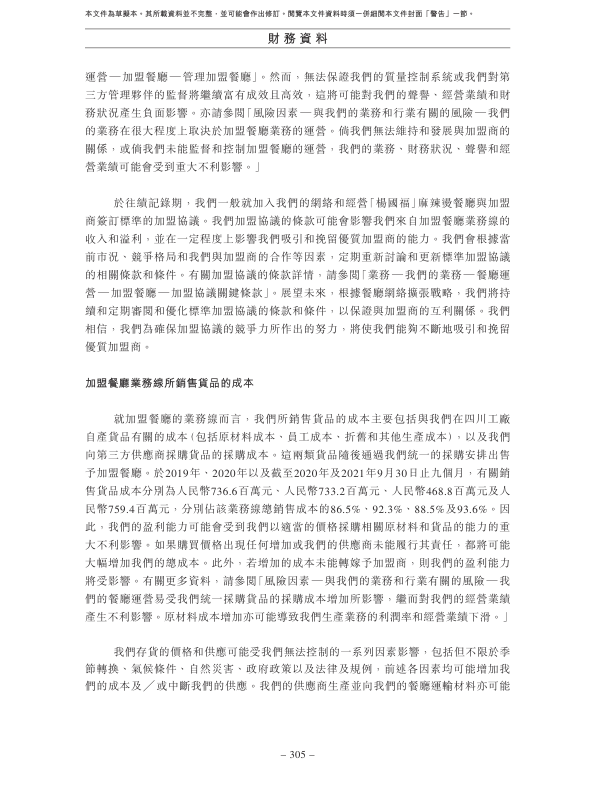 本文件為草擬本。其所載資料並不完整，並可能會作出修訂。閱覽本文件資料時須一併細閱本文件封面「警告」一節。
財務資料
運營 — 加盟餐廳 — 管理加盟餐廳」。然而，無法保證我們的質量控制系統或我們對第
三方管理夥伴的監督將繼續富有成效且高效，這將可能對我們的聲譽、經營業績和財
務狀況產生負面影響。亦請參閱「風險因素 — 與我們的業務和行業有關的風險 — 我們
的業務在很大程度上取決於加盟餐廳業務的運營。倘我們無法維持和發展與加盟商的
關係，或倘我們未能監督和控制加盟餐廳的運營，我們的業務、財務狀況、聲譽和經
營業績可能會受到重大不利影響。」
於往績記錄期，我們一般就加入我們的網絡和經營「楊國福」麻辣燙餐廳與加盟
商簽訂標準的加盟協議。我們加盟協議的條款可能會影響我們來自加盟餐廳業務線的
收入和溢利，並在一定程度上影響我們吸引和挽留優質加盟商的能力。我們會根據當
前市況、競爭格局和我們與加盟商的合作等因素，定期重新討論和更新標準加盟協議
的相關條款和條件。有關加盟協議的條款詳情，請參閱「業務 — 我們的業務 — 餐廳運
營 — 加盟餐廳 — 加盟協議關鍵條款」。展望未來，根據餐廳網絡擴張戰略，我們將持
續和定期審閱和優化標準加盟協議的條款和條件，以保證與加盟商的互利關係。我們
相信，我們為確保加盟協議的競爭力所作出的努力，將使我們能夠不斷地吸引和挽留
優質加盟商。
加盟餐廳業務線所銷售貨品的成本
就加盟餐廳的業務線而言，我們所銷售貨品的成本主要包括與我們在四川工廠
自產貨品有關的成本（包括原材料成本、員工成本、折舊和其他生產成本），以及我們
向第三方供應商採購貨品的採購成本。這兩類貨品隨後通過我們統一的採購安排出售
予加盟餐廳。於2019年、2020年以及截至2020年及2021年9月30日止九個月，有關銷
售貨品成本分別為人民幣736.6百萬元、人民幣733.2百萬元、人民幣468.8百萬元及人
民幣759.4百萬元，分別佔該業務線總銷售成本的86.5%、92.3%、88.5%及93.6%。因
此，我們的盈利能力可能會受到我們以適當的價格採購相關原材料和貨品的能力的重
大不利影響。如果購買價格出現任何增加或我們的供應商未能履行其責任，都將可能
大幅增加我們的總成本。此外，若增加的成本未能轉嫁予加盟商，則我們的盈利能力
將受影響。有關更多資料，請參閱「風險因素 — 與我們的業務和行業有關的風險 — 我
們的餐廳運營易受我們統一採購貨品的採購成本增加所影響，繼而對我們的經營業績
產生不利影響。原材料成本增加亦可能導致我們生產業務的利潤率和經營業績下滑。」
我們存貨的價格和供應可能受我們無法控制的一系列因素影響，包括但不限於季
節轉換、氣候條件、自然災害、政府政策以及法律及規例，前述各因素均可能增加我
們的成本及╱或中斷我們的供應。我們的供應商生產並向我們的餐廳運輸材料亦可能
– 305 –